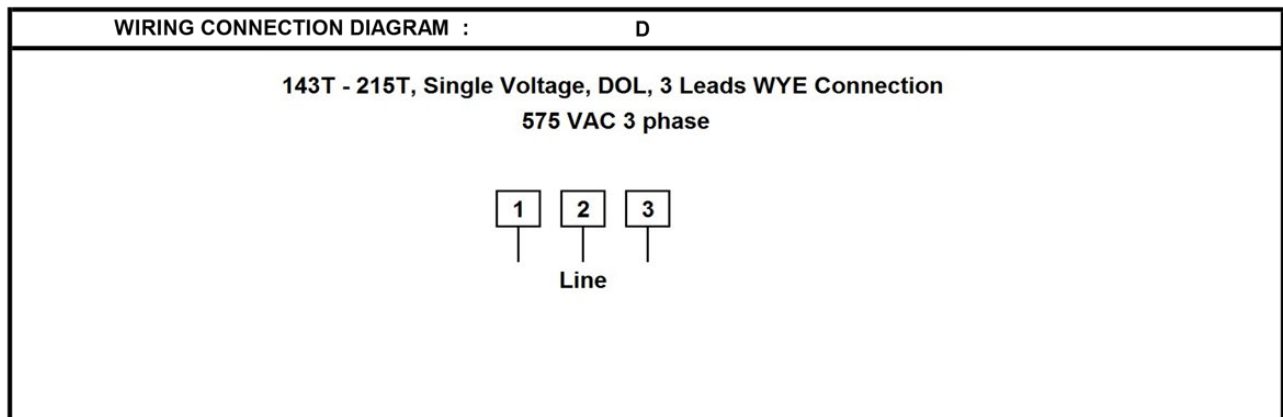 WIRING CONNECTION DIAGRAM : D
143T - 215T, Single Voltage, DOL, 3 Leads WYE Connection
575 VAC 3 phase
1 2 3
Line